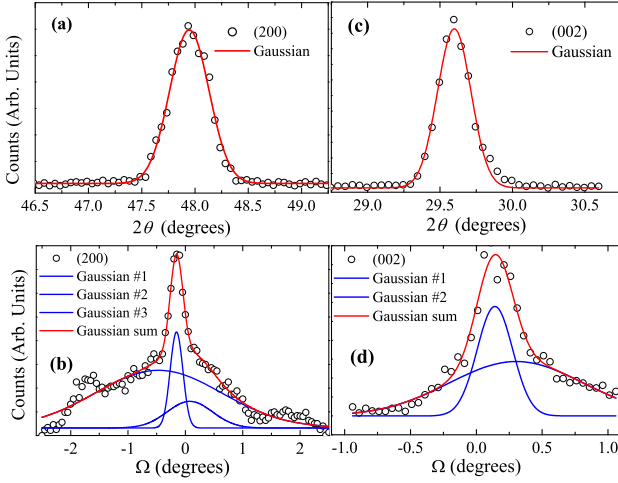 (a)
(200)
Gaussian
Counts (Arb. Units)
46.5 47.0 47.5 48.0 48.5 49.0
2θ (degrees)
(c)
(002)
Gaussian
29.0 29.5 30.0 30.5
2θ (degrees)
(200)
Gaussian #1
Gaussian #2
Gaussian #3
Gaussian sum
(b)
Counts (Arb. Units)
-2 -1 0 1 2
Ω (degrees)
(002)
Gaussian #1
Gaussian #2
Gaussian sum
(d)
-1.0 -0.5 0.0 0.5 1.0
Ω (degrees)